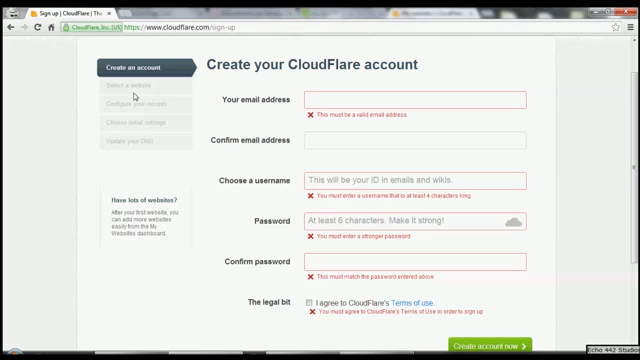 Sign up | CloudFlare | The
CloudFlare, Inc. [US]
https://www.cloudflare.com/sign-up
Create an account
Select a website
Configure your records
Choose initial settings
Update your DNS
Have lots of websites?
After your first website, you
can add more websites
easily from the My
Websites dashboard.
Create your CloudFlare account
Your email address
This must be a valid email address
Confirm email address
Choose a username
This will be your ID in emails and wikis.
You must enter a username that is at least 4 characters long
Password
At least 6 characters. Make it strong!
You must enter a stronger password
Confirm password
This must match the password entered above
The legal bit
I agree to CloudFlare's Terms of use.
You must agree to CloudFlare's Terms of Use in order to sign up
Create account now
Echo 442 Studios